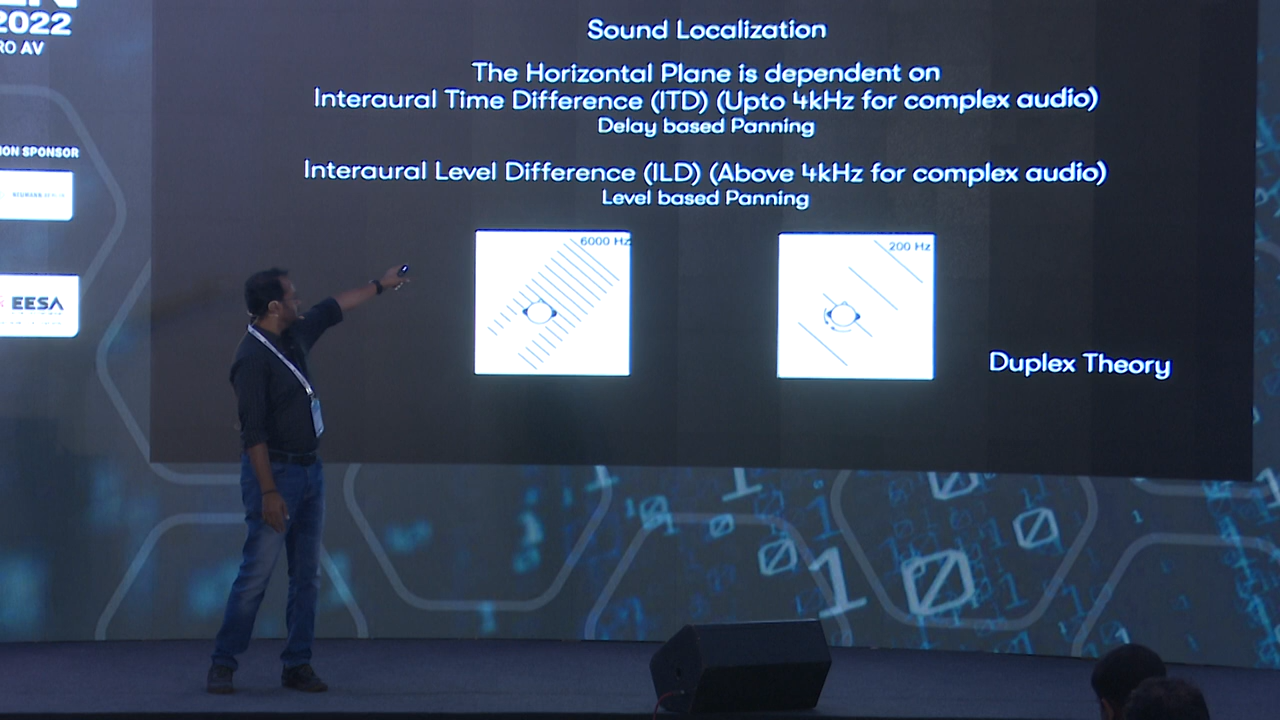 2022
RO AV
ION SPONSOR
EESA
Sound Localization
The Horizontal Plane is dependent on
Interaural Time Difference (ITD) (Upto 4kHz for complex audio)
Delay based Panning
Interaural Level Difference (ILD) (Above 4kHz for complex audio)
Level based Panning
6000 Hz
200 Hz
Duplex Theory